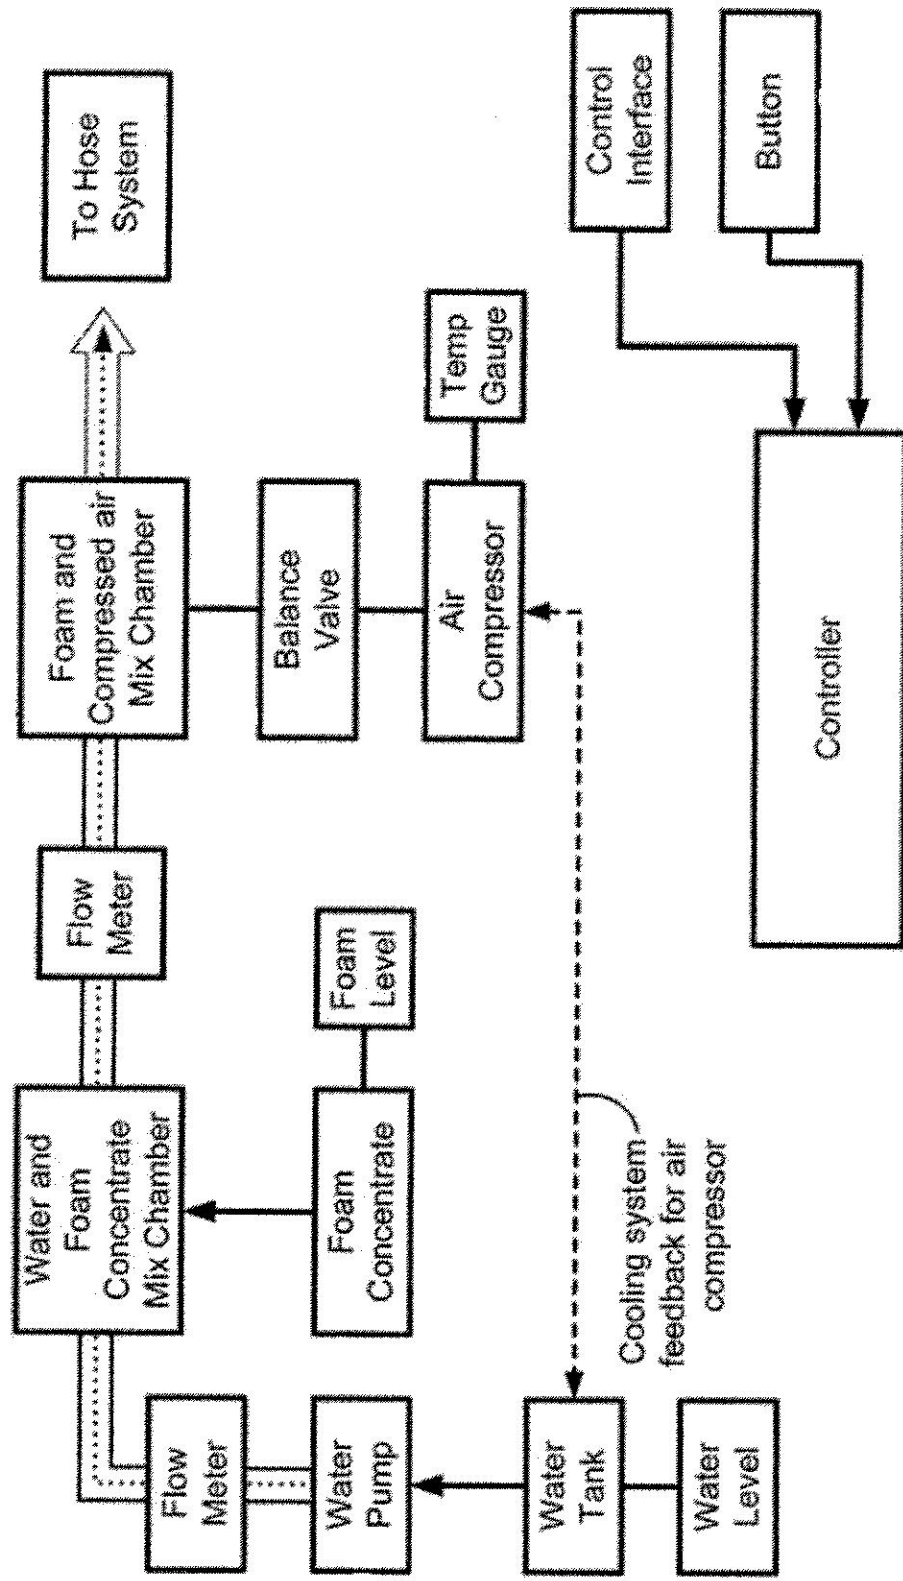 Flow
Meter
Water
Pump
Water
Tank
Water
Level
Water and
Foam
Concentrate
Mix Chamber
Foam
Concentrate
Foam
Level
Flow
Meter
Foam and
Compressed air
Mix Chamber
Balance
Valve
Air
Compressor
Temp
Gauge
To Hose
System
Cooling system
feedback for air
compressor
Controller
Control
Interface
Button